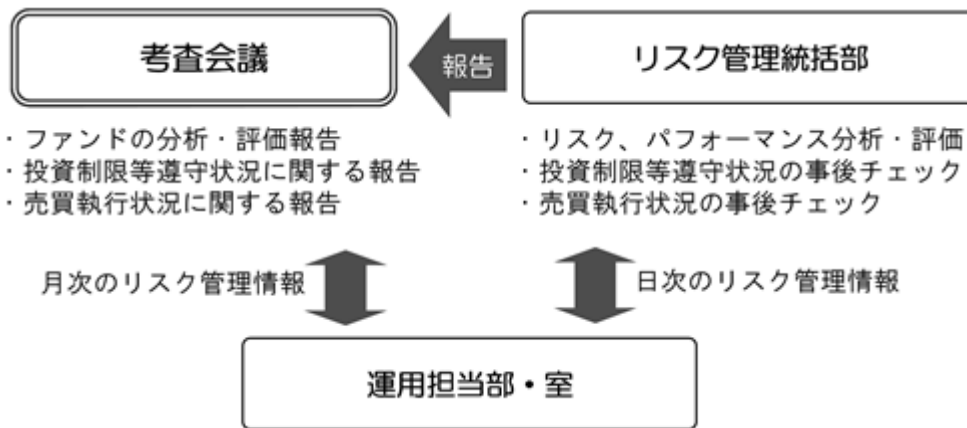 考査会議
報告
リスク管理統括部
・ファンドの分析・評価報告
・投資制限等遵守状況に関する報告
・売買執行状況に関する報告
・リスク、パフォーマンス分析・評価
・投資制限等遵守状況の事後チェック
・売買執行状況の事後チェック
月次のリスク管理情報
日次のリスク管理情報
運用担当部・室